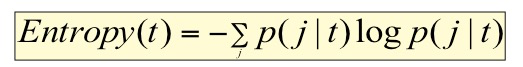 Entropy(t) = −∑_j p(j|t) log p(j|t)